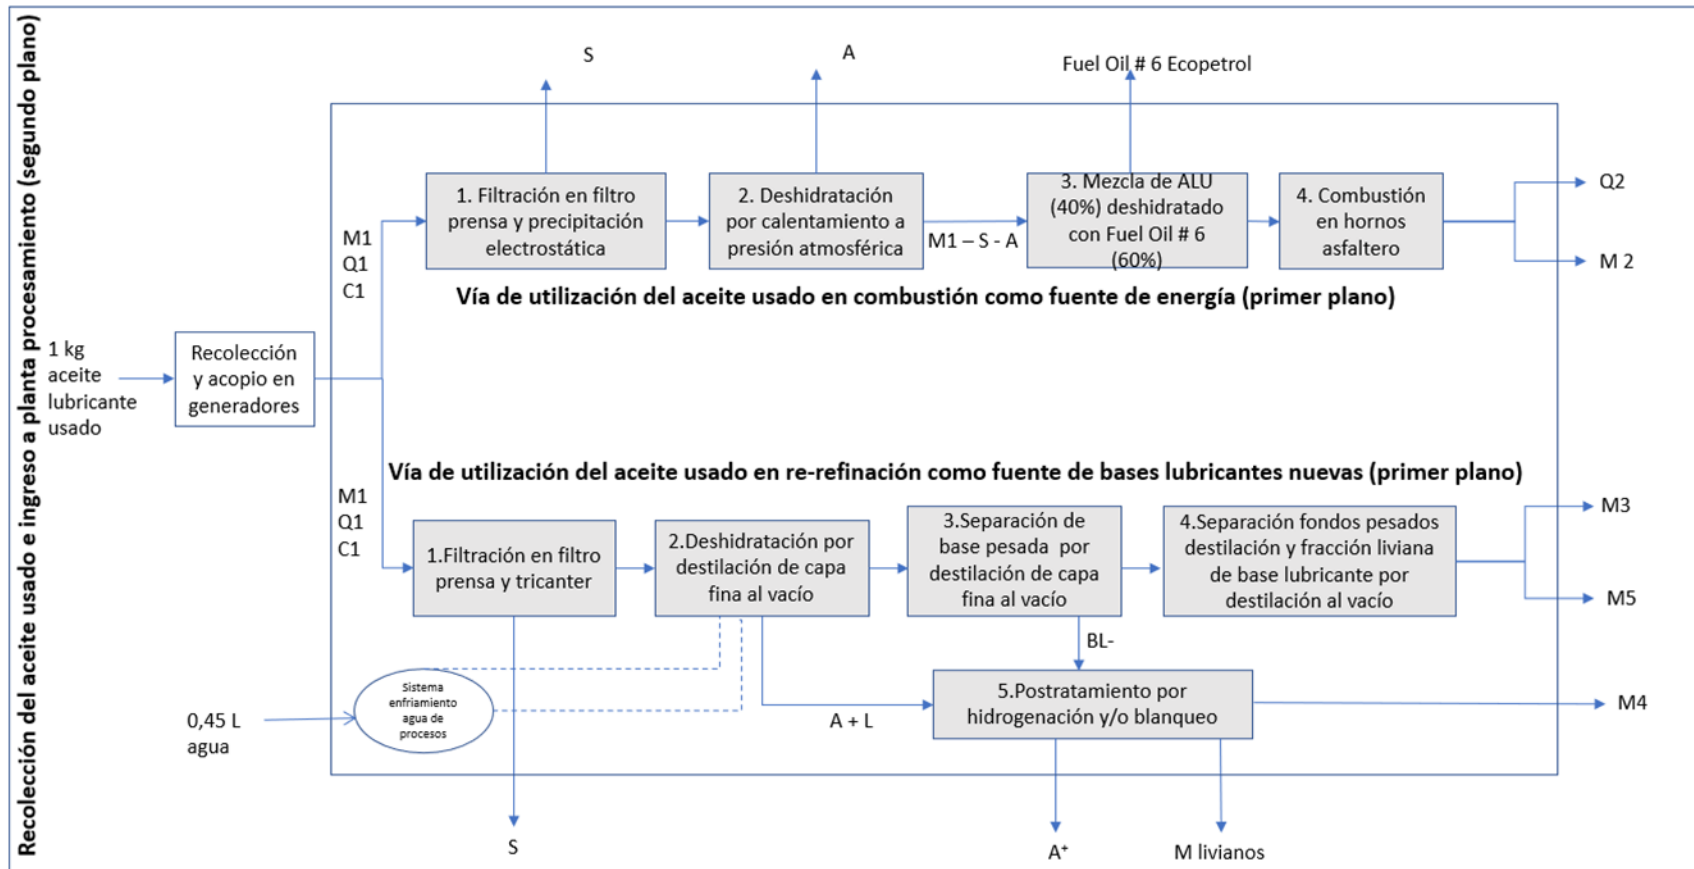 Recolección del aceite usado e ingreso a planta procesamiento (segundo plano)
S
A
Fuel Oil # 6 Ecopetrol
1. Filtración en filtro
prensa y precipitación
electrostática
2. Deshidratación
por calentamiento a
presión atmosférica
3. Mezcla de ALU
(40%) deshidratado
con Fuel Oil # 6
(60%)
4. Combustión
en hornos
asfaltero
Q2
M 2
M1
Q1
C1
M1 – S - A
Vía de utilización del aceite usado en combustión como fuente de energía (primer plano)
1 kg
aceite
lubricante
usado
Recolección
y acopio en
generadores
Vía de utilización del aceite usado en re-refinación como fuente de bases lubricantes nuevas (primer plano)
M1
Q1
C1
1.Filtración en filtro
prensa y tricanter
2.Deshidratación por
destilación de capa
fina al vacío
3.Separación de
base pesada por
destilación de capa
fina al vacío
4.Separación fondos pesados
destilación y fracción liviana
de base lubricante por
destilación al vacío
M3
M5
BL-
Sistema
enfriamiento
agua de
procesos
0,45 L
agua
A + L
5.Postratamiento por
hidrogenación y/o blanqueo
M4
S
A+
M livianos